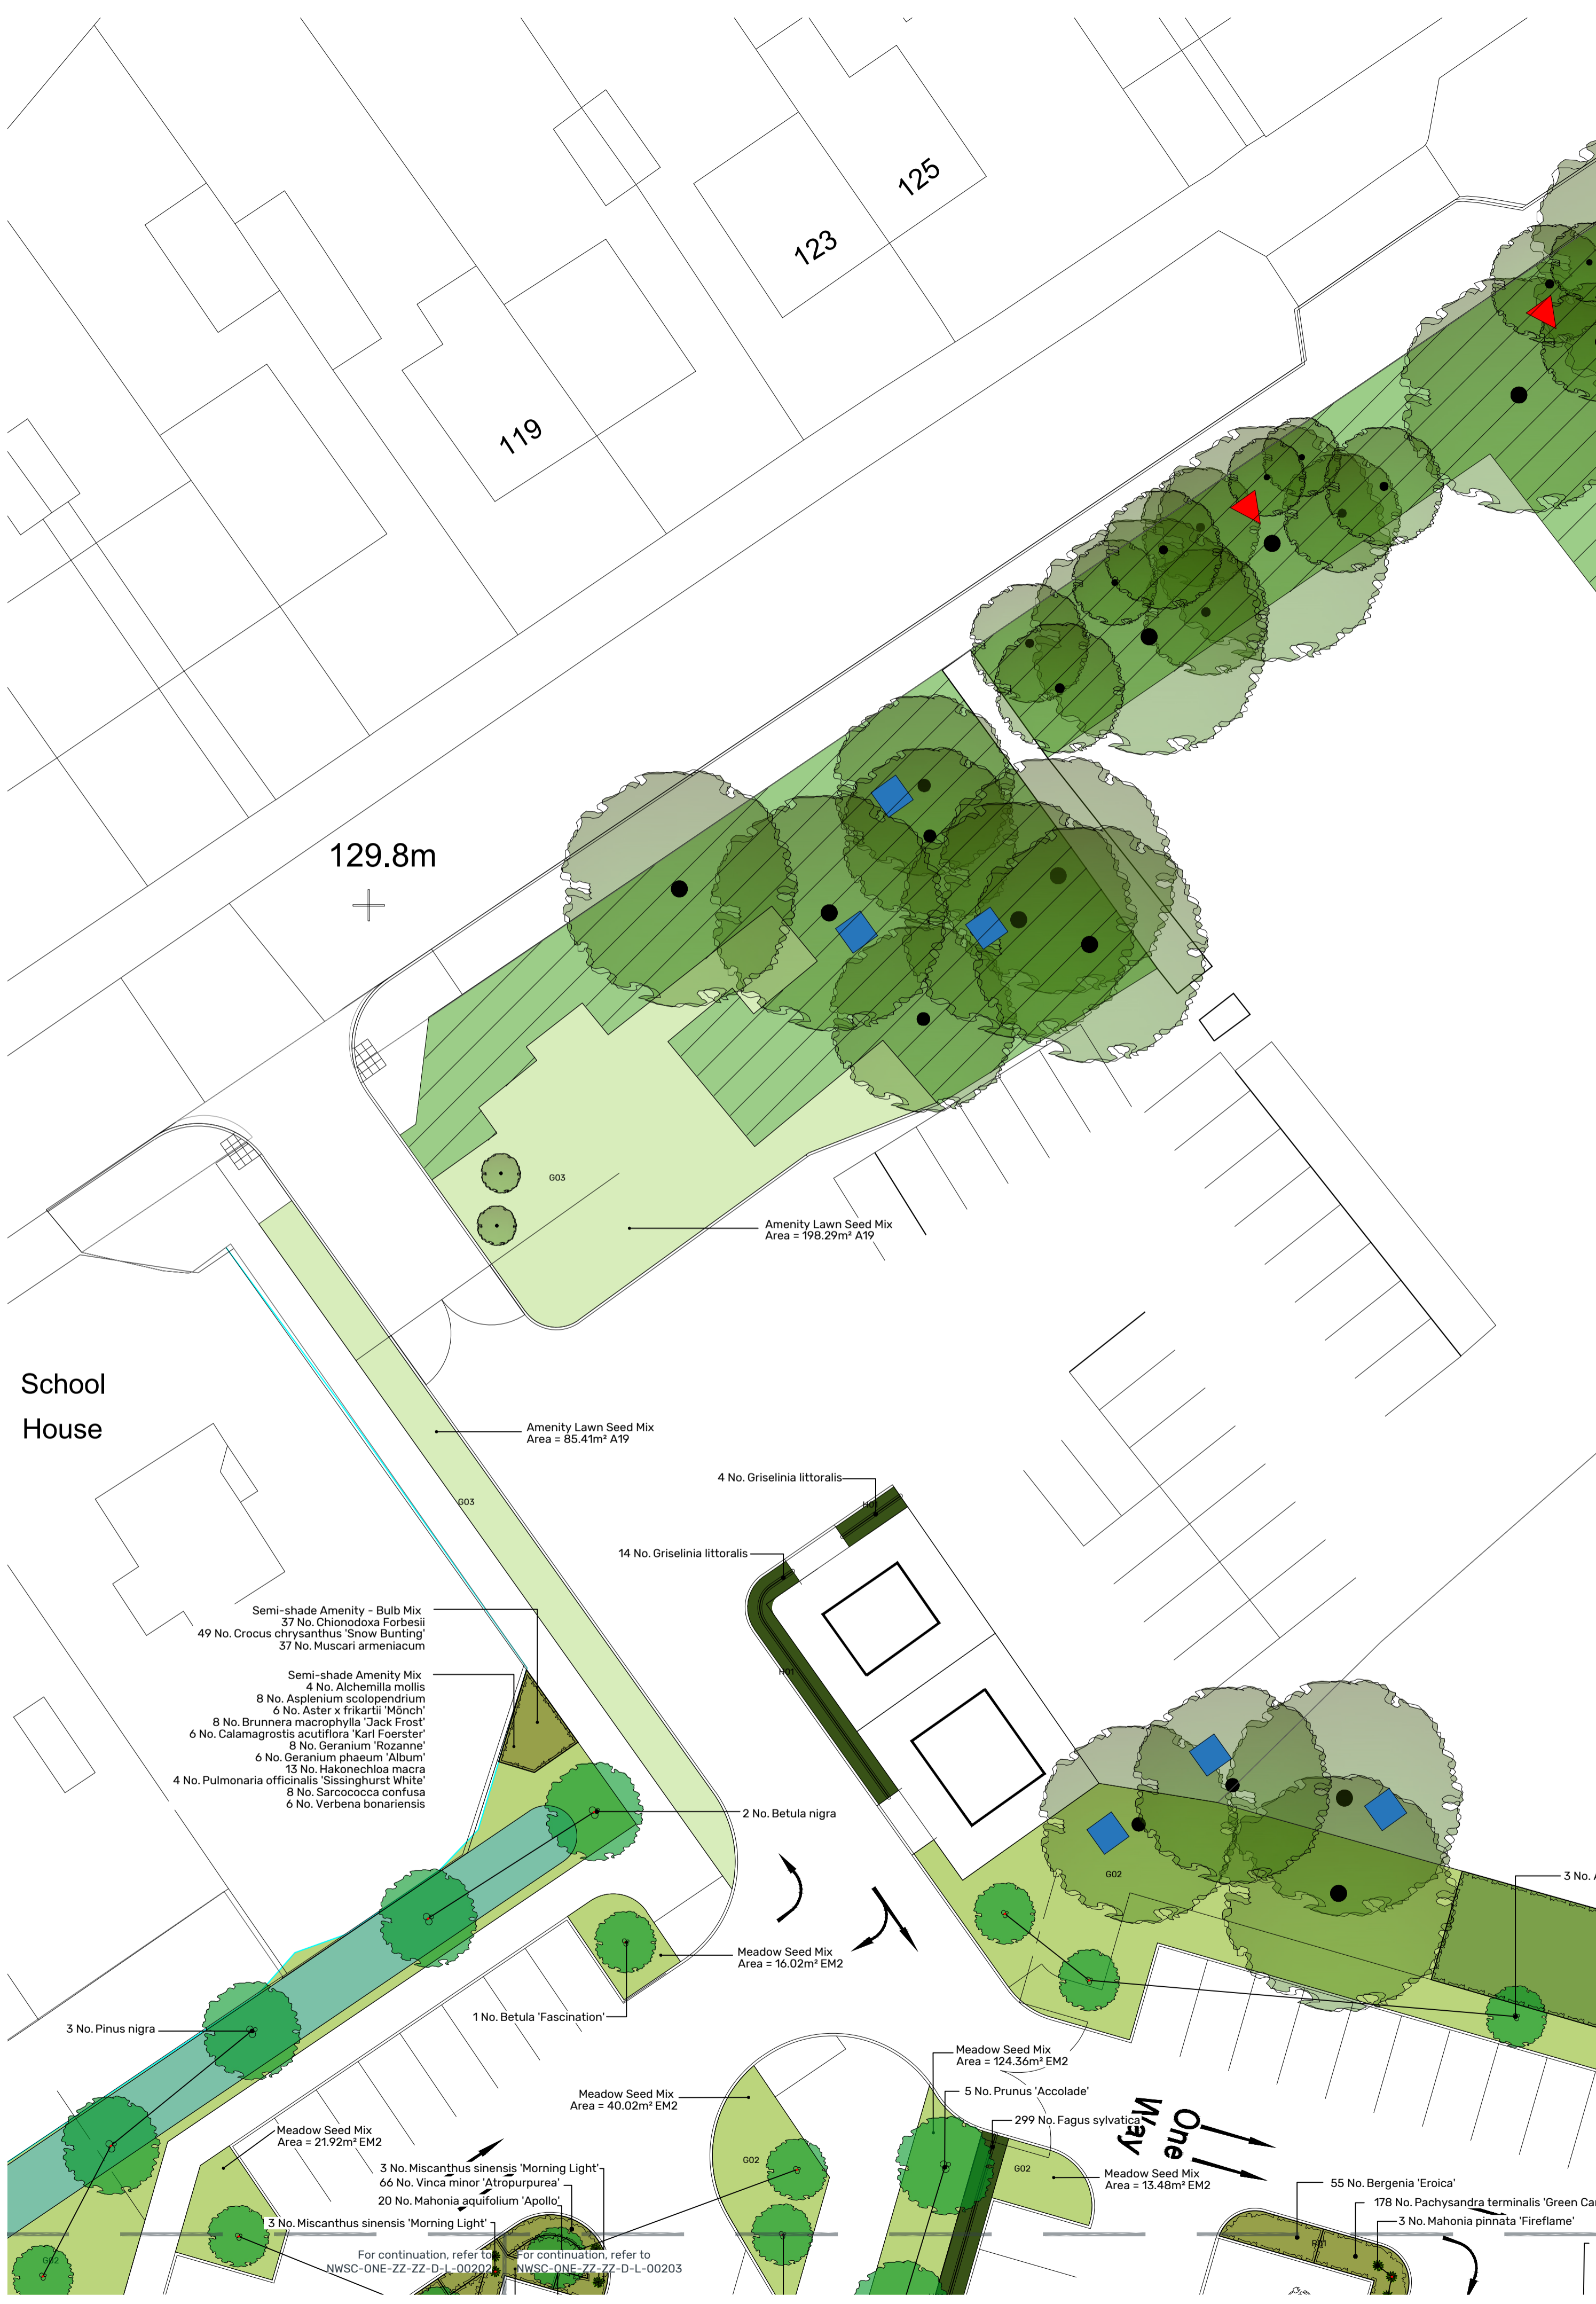 125
123
119
129.8m
G03
Amenity Lawn Seed Mix
Area = 198.29m² A19
School
House
Amenity Lawn Seed Mix
Area = 85.41m² A19
G03
4 No. Griselinia littoralis
H01
14 No. Griselinia littoralis
H01
Semi-shade Amenity - Bulb Mix
37 No. Chionodoxa Forbesii
49 No. Crocus chrysanthus 'Snow Bunting'
37 No. Muscari armeniacum
Semi-shade Amenity Mix
4 No. Alchemilla mollis
8 No. Asplenium scolopendrium
6 No. Aster x frikartii 'Mönch'
8 No. Brunnera macrophylla 'Jack Frost'
6 No. Calamagrostis acutiflora 'Karl Foerster'
8 No. Geranium 'Rozanne'
6 No. Geranium phaeum 'Album'
13 No. Hakonechloa macra
4 No. Pulmonaria officinalis 'Sissinghurst White'
8 No. Sarcococca confusa
6 No. Verbena bonariensis
2 No. Betula nigra
G02
3 No. A
Meadow Seed Mix
Area = 16.02m² EM2
1 No. Betula 'Fascination'
3 No. Pinus nigra
Meadow Seed Mix
Area = 124.36m² EM2
5 No. Prunus 'Accolade'
Meadow Seed Mix
Area = 40.02m² EM2
299 No. Fagus sylvatica
One
Way
Meadow Seed Mix
Area = 21.92m² EM2
G02
G02
Meadow Seed Mix
Area = 13.48m² EM2
3 No. Miscanthus sinensis 'Morning Light'
66 No. Vinca minor 'Atropurpurea'
20 No. Mahonia aquifolium 'Apollo'
3 No. Miscanthus sinensis 'Morning Light'
55 No. Bergenia 'Eroica'
178 No. Pachysandra terminalis 'Green Ca
3 No. Mahonia pinnata 'Fireflame'
G02
For continuation, refer to
NWSC-ONE-ZZ-ZZ-D-L-00202
For continuation, refer to
NWSC-ONE-ZZ-ZZ-D-L-00203